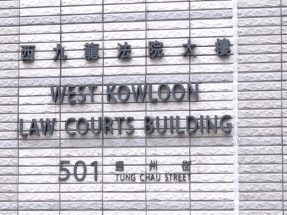 西九龍法院大樓
WEST KOWLOON
LAW COURTS BUILDING
501 通州街
TUNG CHAU STREET